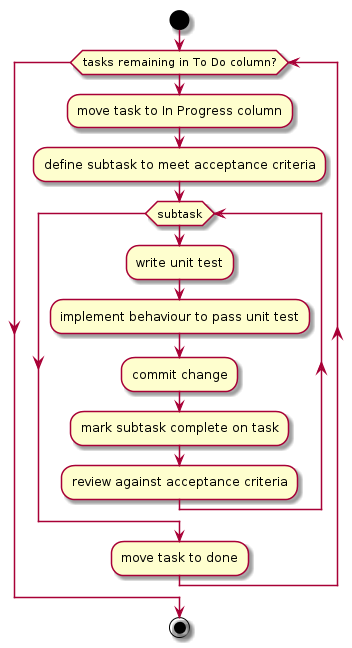 tasks remaining in To Do column?
move task to In Progress column
define subtask to meet acceptance criteria
subtask
write unit test
implement behaviour to pass unit test
commit change
mark subtask complete on task
review against acceptance criteria
move task to done